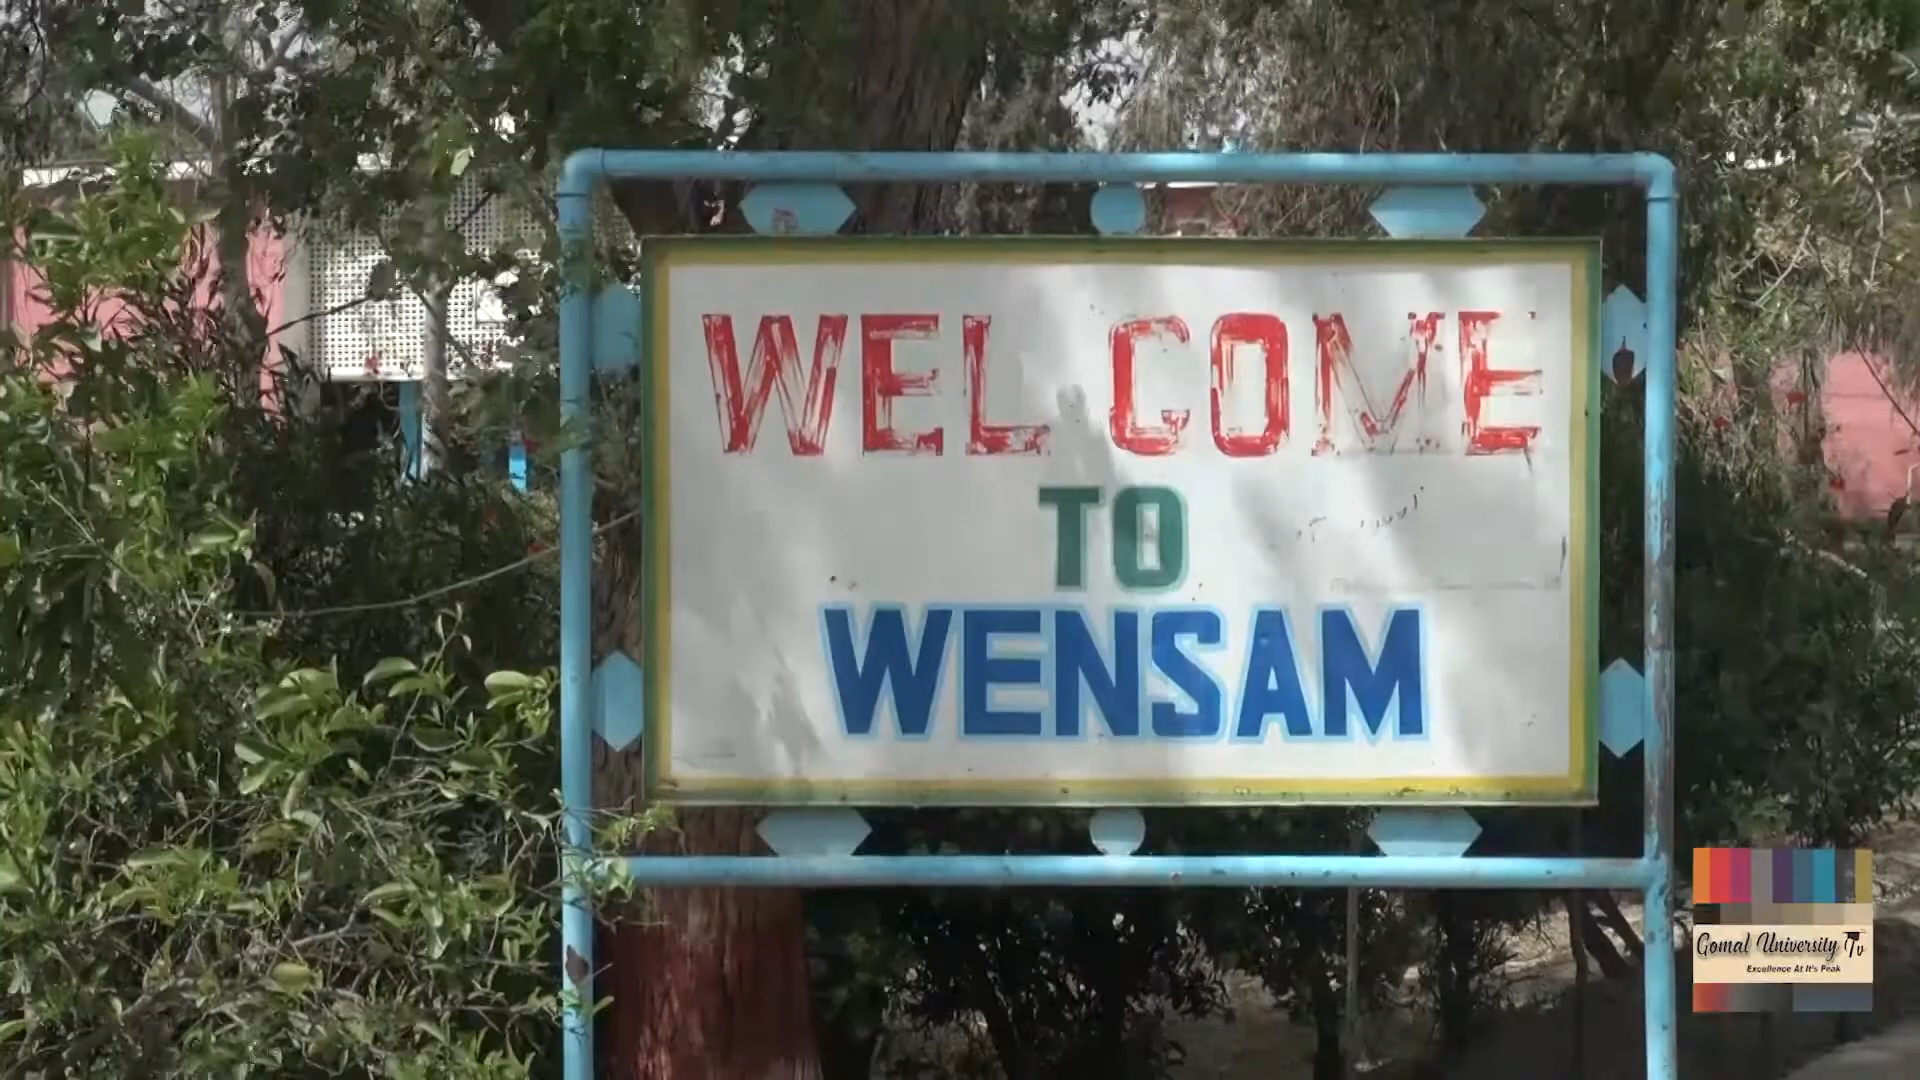 WELCOME
TO
WENSAM
Gomal University Tv
Excellence At It's Peak